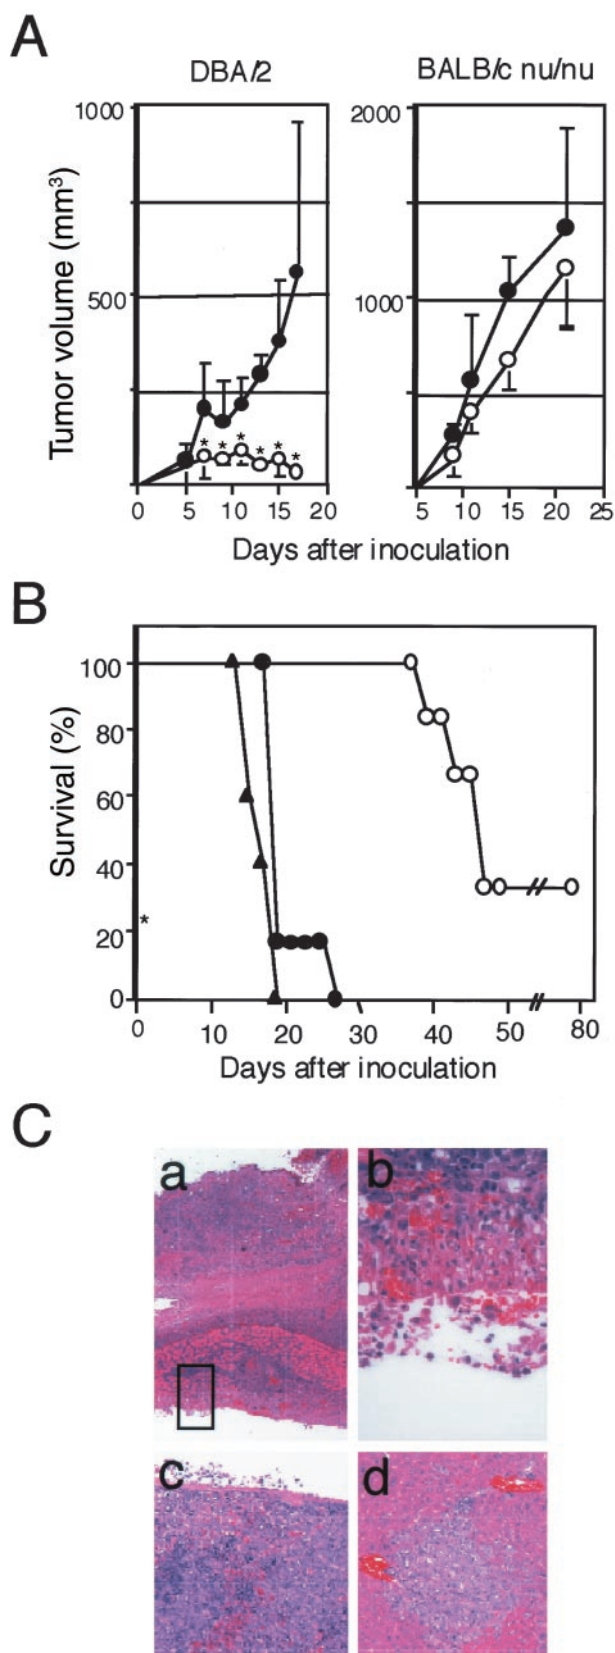 A
DBA/2
BALB/c nu/nu
Tumor volume (mm³)
1000
500
0 5 10 15 20
2000
1000
5 10 15 20 25
* * * * * *
Days after inoculation
B
Survival (%)
100
80
60
40
20
0
*
0 10 20 30 40 50 80
Days after inoculation
C
a
b
c
d